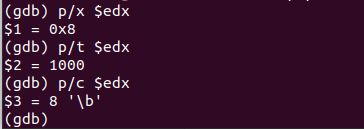 (gdb) p/x $edx
$1 = 0x8
(gdb) p/t $edx
$2 = 1000
(gdb) p/c $edx
$3 = 8 '\b'
(gdb)